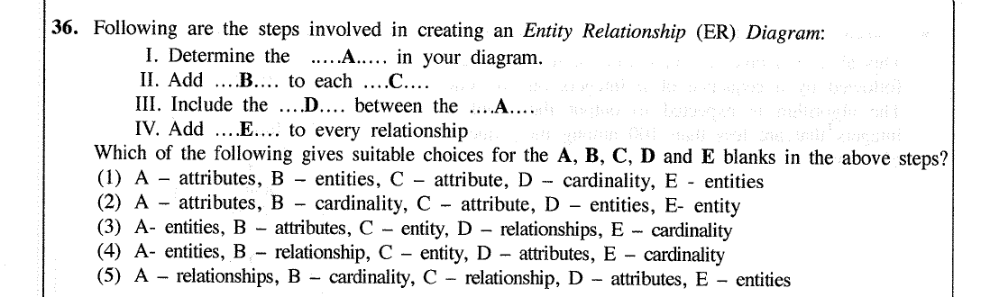 36. Following are the steps involved in creating an Entity Relationship (ER) Diagram:
I. Determine the .....A..... in your diagram.
II. Add ....B.... to each ....C....
III. Include the ....D.... between the ....A....
IV. Add ....E.... to every relationship
Which of the following gives suitable choices for the A, B, C, D and E blanks in the above steps?
(1) A – attributes, B – entities, C – attribute, D – cardinality, E - entities
(2) A – attributes, B – cardinality, C – attribute, D – entities, E- entity
(3) A- entities, B – attributes, C – entity, D – relationships, E – cardinality
(4) A- entities, B – relationship, C – entity, D – attributes, E – cardinality
(5) A – relationships, B – cardinality, C – relationship, D – attributes, E – entities